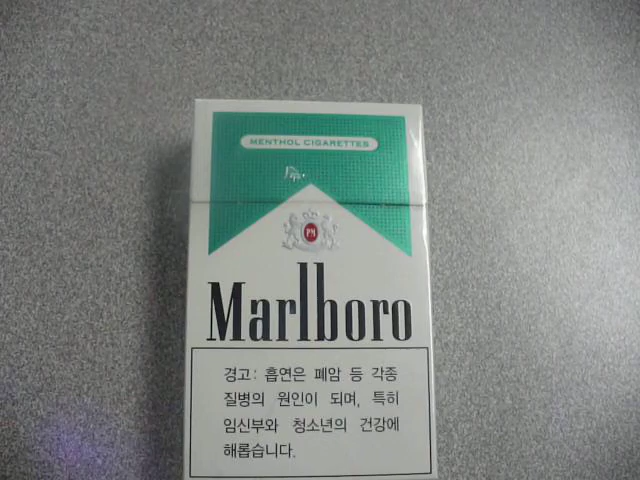 MENTHOL CIGARETTES
PM
Marlboro
경고: 흡연은 폐암 등 각종
질병의 원인이 되며, 특히
임신부와 청소년의 건강에
해롭습니다.